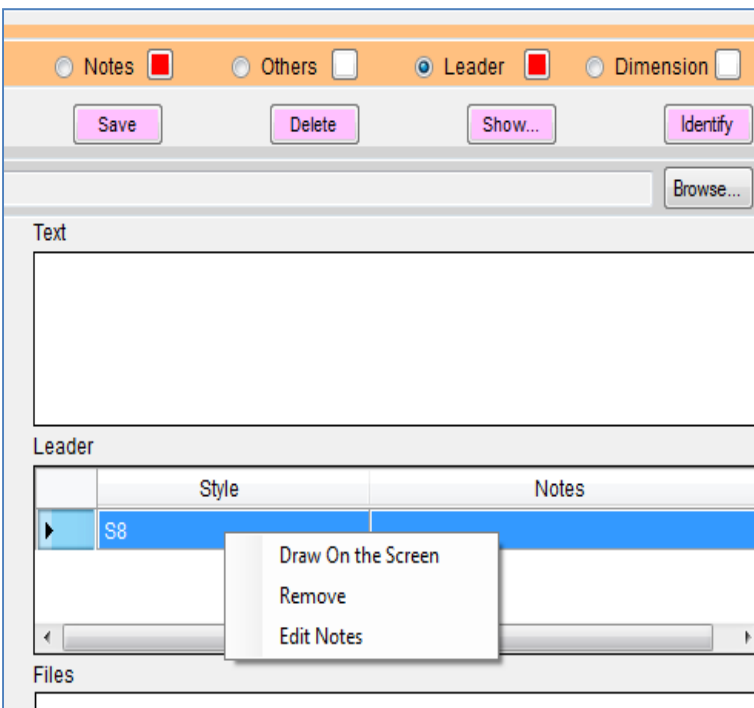 Notes Others Leader Dimension
Save Delete Show... Identify
Browse...
Text
Leader
Style Notes
S8
Draw On the Screen
Remove
Edit Notes
Files